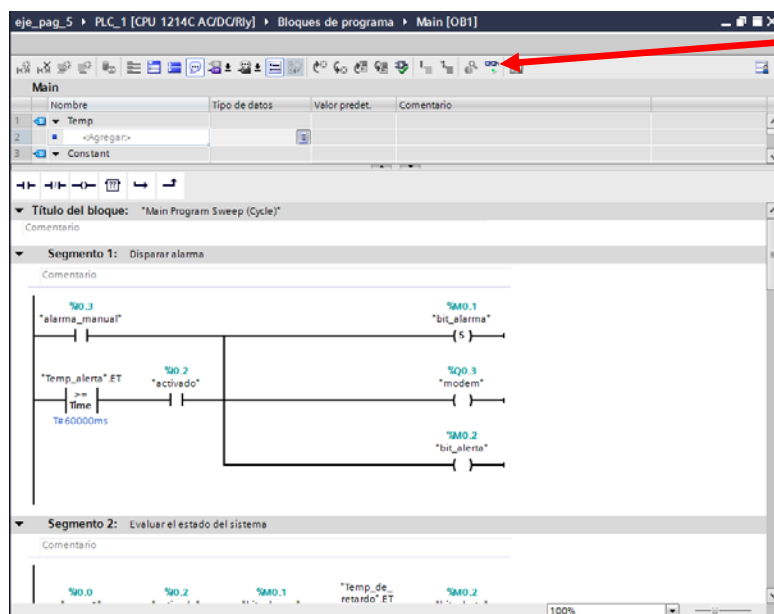 eje_pag_5 ▸ PLC_1 [CPU 1214C AC/DC/Rly] ▸ Bloques de programa ▸ Main [OB1]
Main
Nombre Tipo de datos Valor predet. Comentario
1 Temp
2 <Agregar>
3 Constant
??
Título del bloque: "Main Program Sweep (Cycle)"
Comentario
Segmento 1: Disparar alarma
Comentario
%I0.3 %M0.1
"alarma_manual" "bit_alarma"
S
"Temp_alerta".ET %I0.2 %Q0.3
"activado" "modem"
>=
Time
T#60000ms
%M0.2
"bit_alerta"
Segmento 2: Evaluar el estado del sistema
Comentario
%I0.0 %I0.2 %M0.1 "Temp_de_ %M0.2
retardo".ET
100%